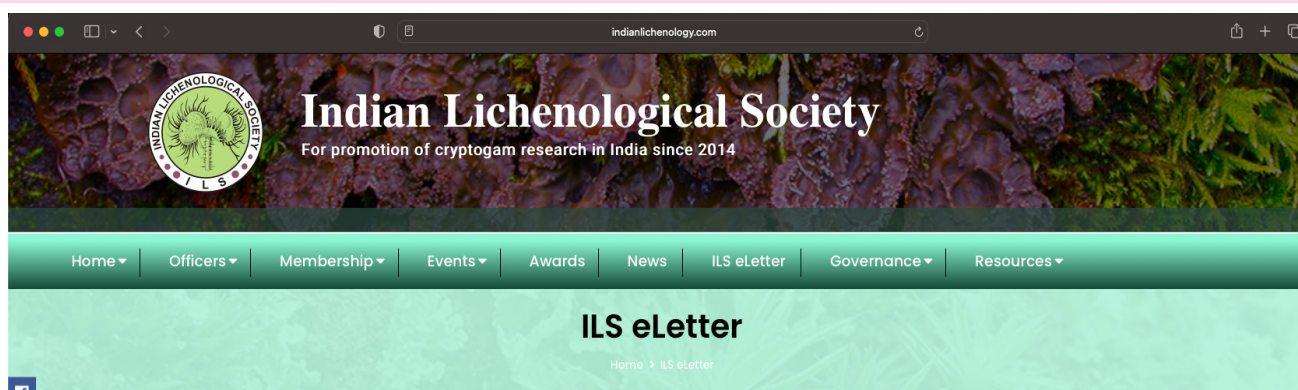 indianlichenology.com
INDIAN LICHENOLOGICAL SOCIETY
I L S
Indian Lichenological Society
For promotion of cryptogam research in India since 2014
Home
Officers
Membership
Events
Awards
News
ILS eLetter
Governance
Resources
ILS eLetter
Home > ILS eLetter